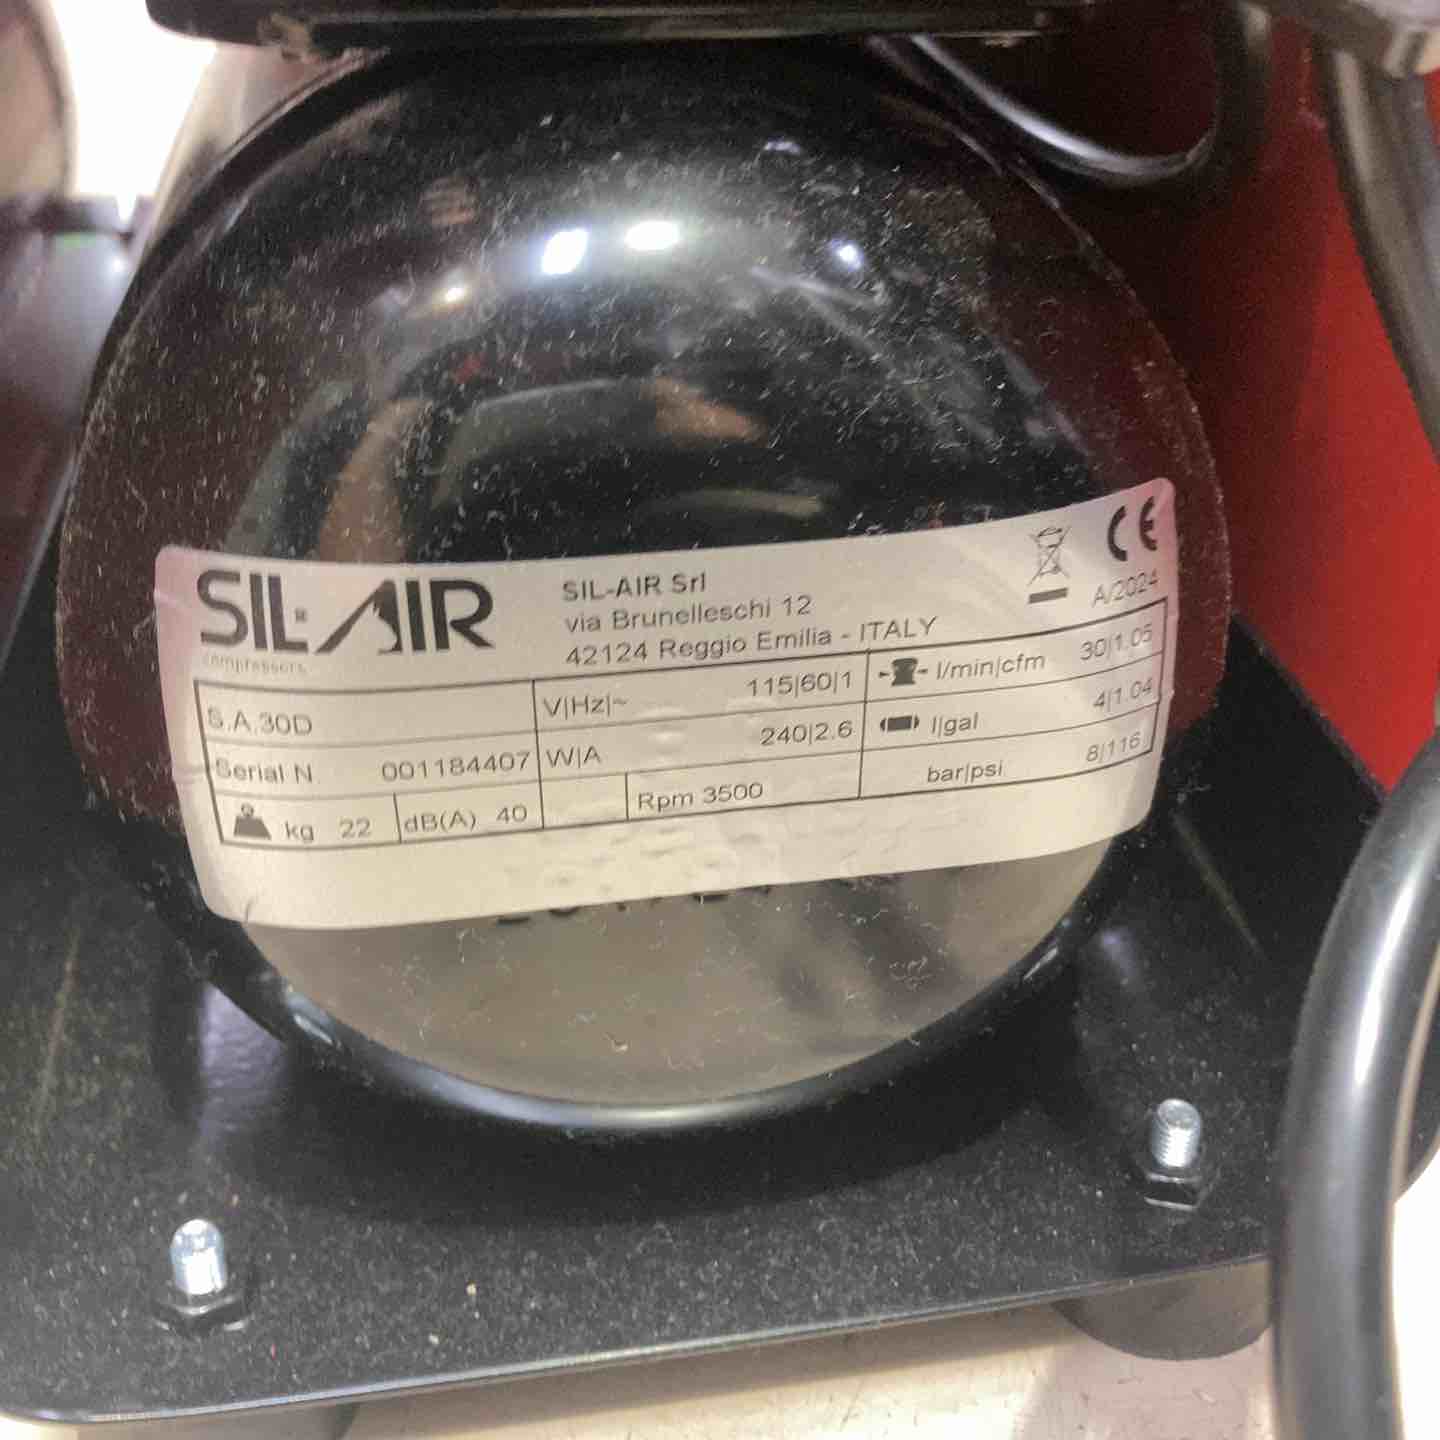 SIL-AIR®
compressors
SIL-AIR Srl
via Brunelleschi 12
42124 Reggio Emilia - ITALY
CE
A/2024
S.A.30D
V|Hz|~ 115|60|1
l/min|cfm 30|1.05
Serial N. 001184407
W|A 240|2.6
l|gal 4|1.04
kg 22
dB(A) 40
Rpm 3500
bar|psi 8|116